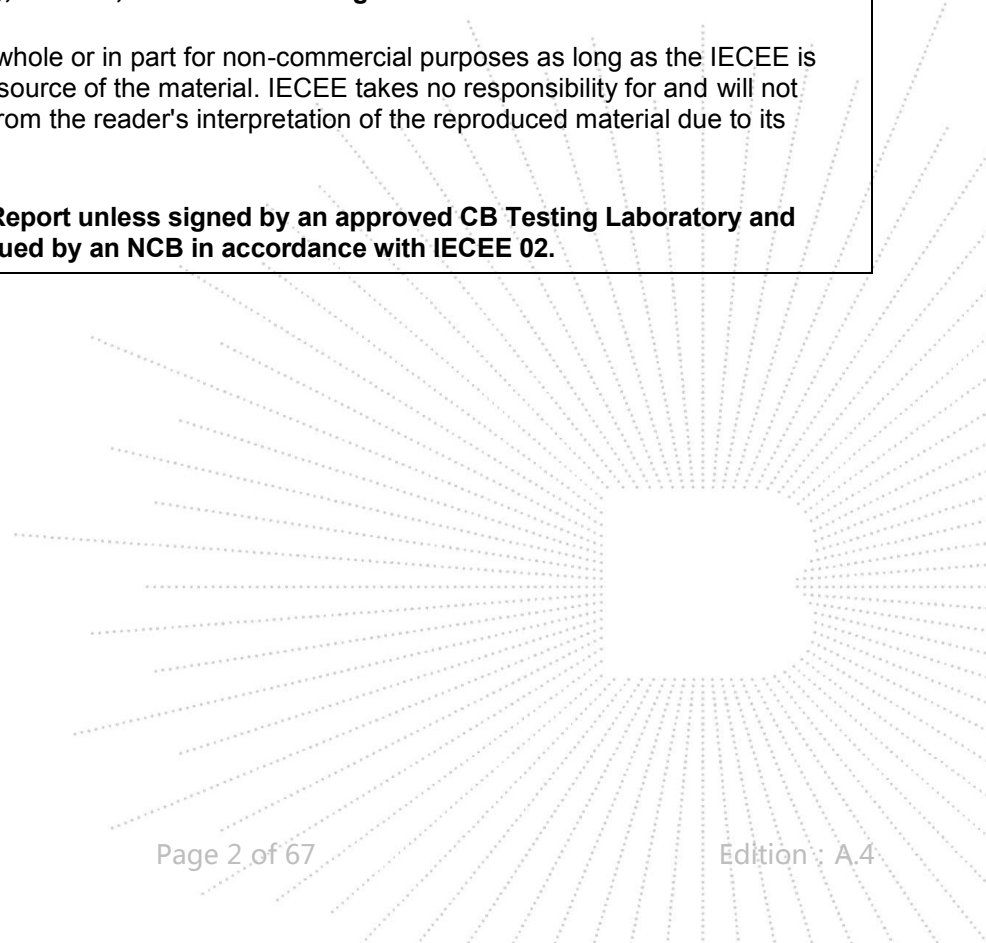 whole or in part for non-commercial purposes as long as the IECEE is
source of the material. IECEE takes no responsibility for and will not
from the reader's interpretation of the reproduced material due to its
Report unless signed by an approved CB Testing Laboratory and
ued by an NCB in accordance with IECEE 02.
Page 2 of 67 Edition : A.4